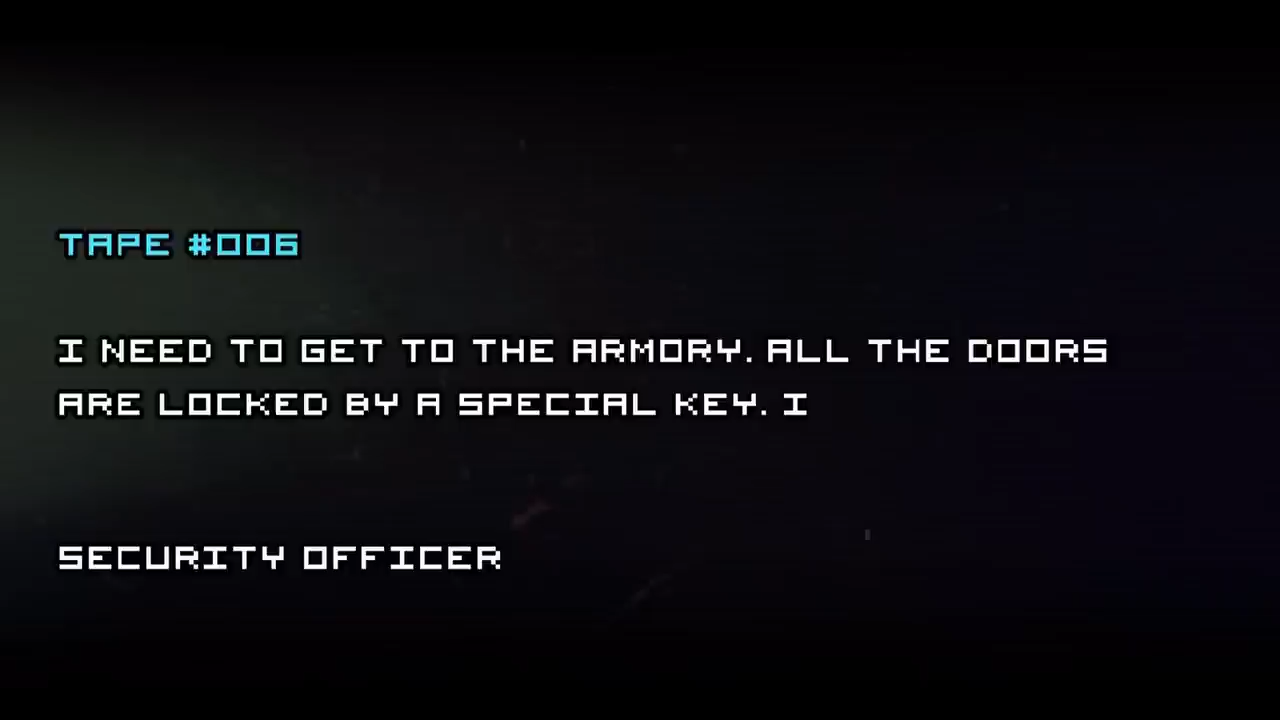 TAPE #006
I NEED TO GET TO THE ARMORY. ALL THE DOORS
ARE LOCKED BY A SPECIAL KEY. I
SECURITY OFFICER